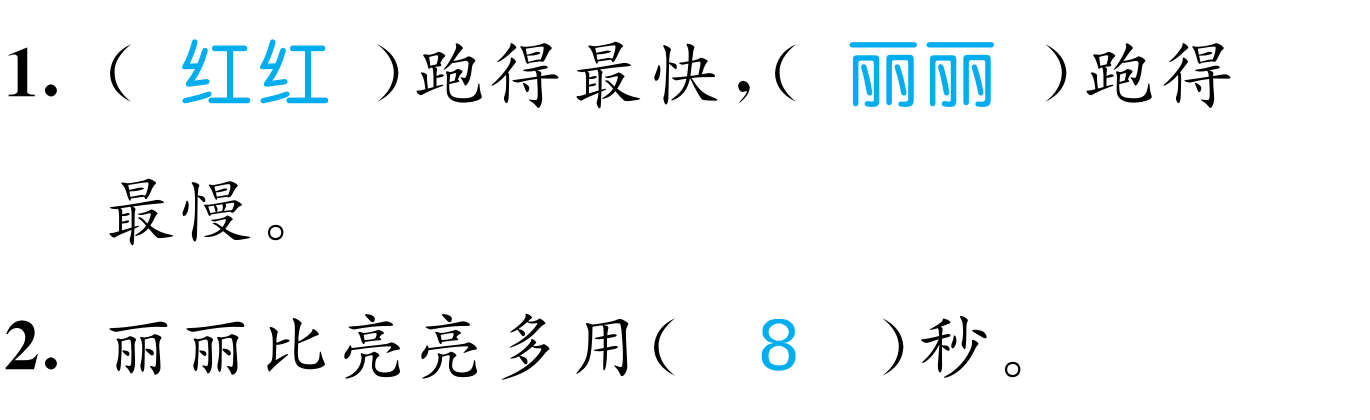 1. ( 红红 )跑得最快,( 丽丽 )跑得
最慢。
2. 丽丽比亮亮多用( 8 )秒。